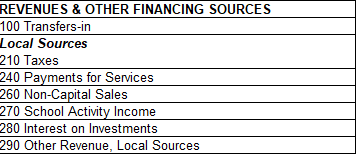 REVENUES & OTHER FINANCING SOURCES
100 Transfers-in
Local Sources
210 Taxes
240 Payments for Services
260 Non-Capital Sales
270 School Activity Income
280 Interest on Investments
290 Other Revenue, Local Sources